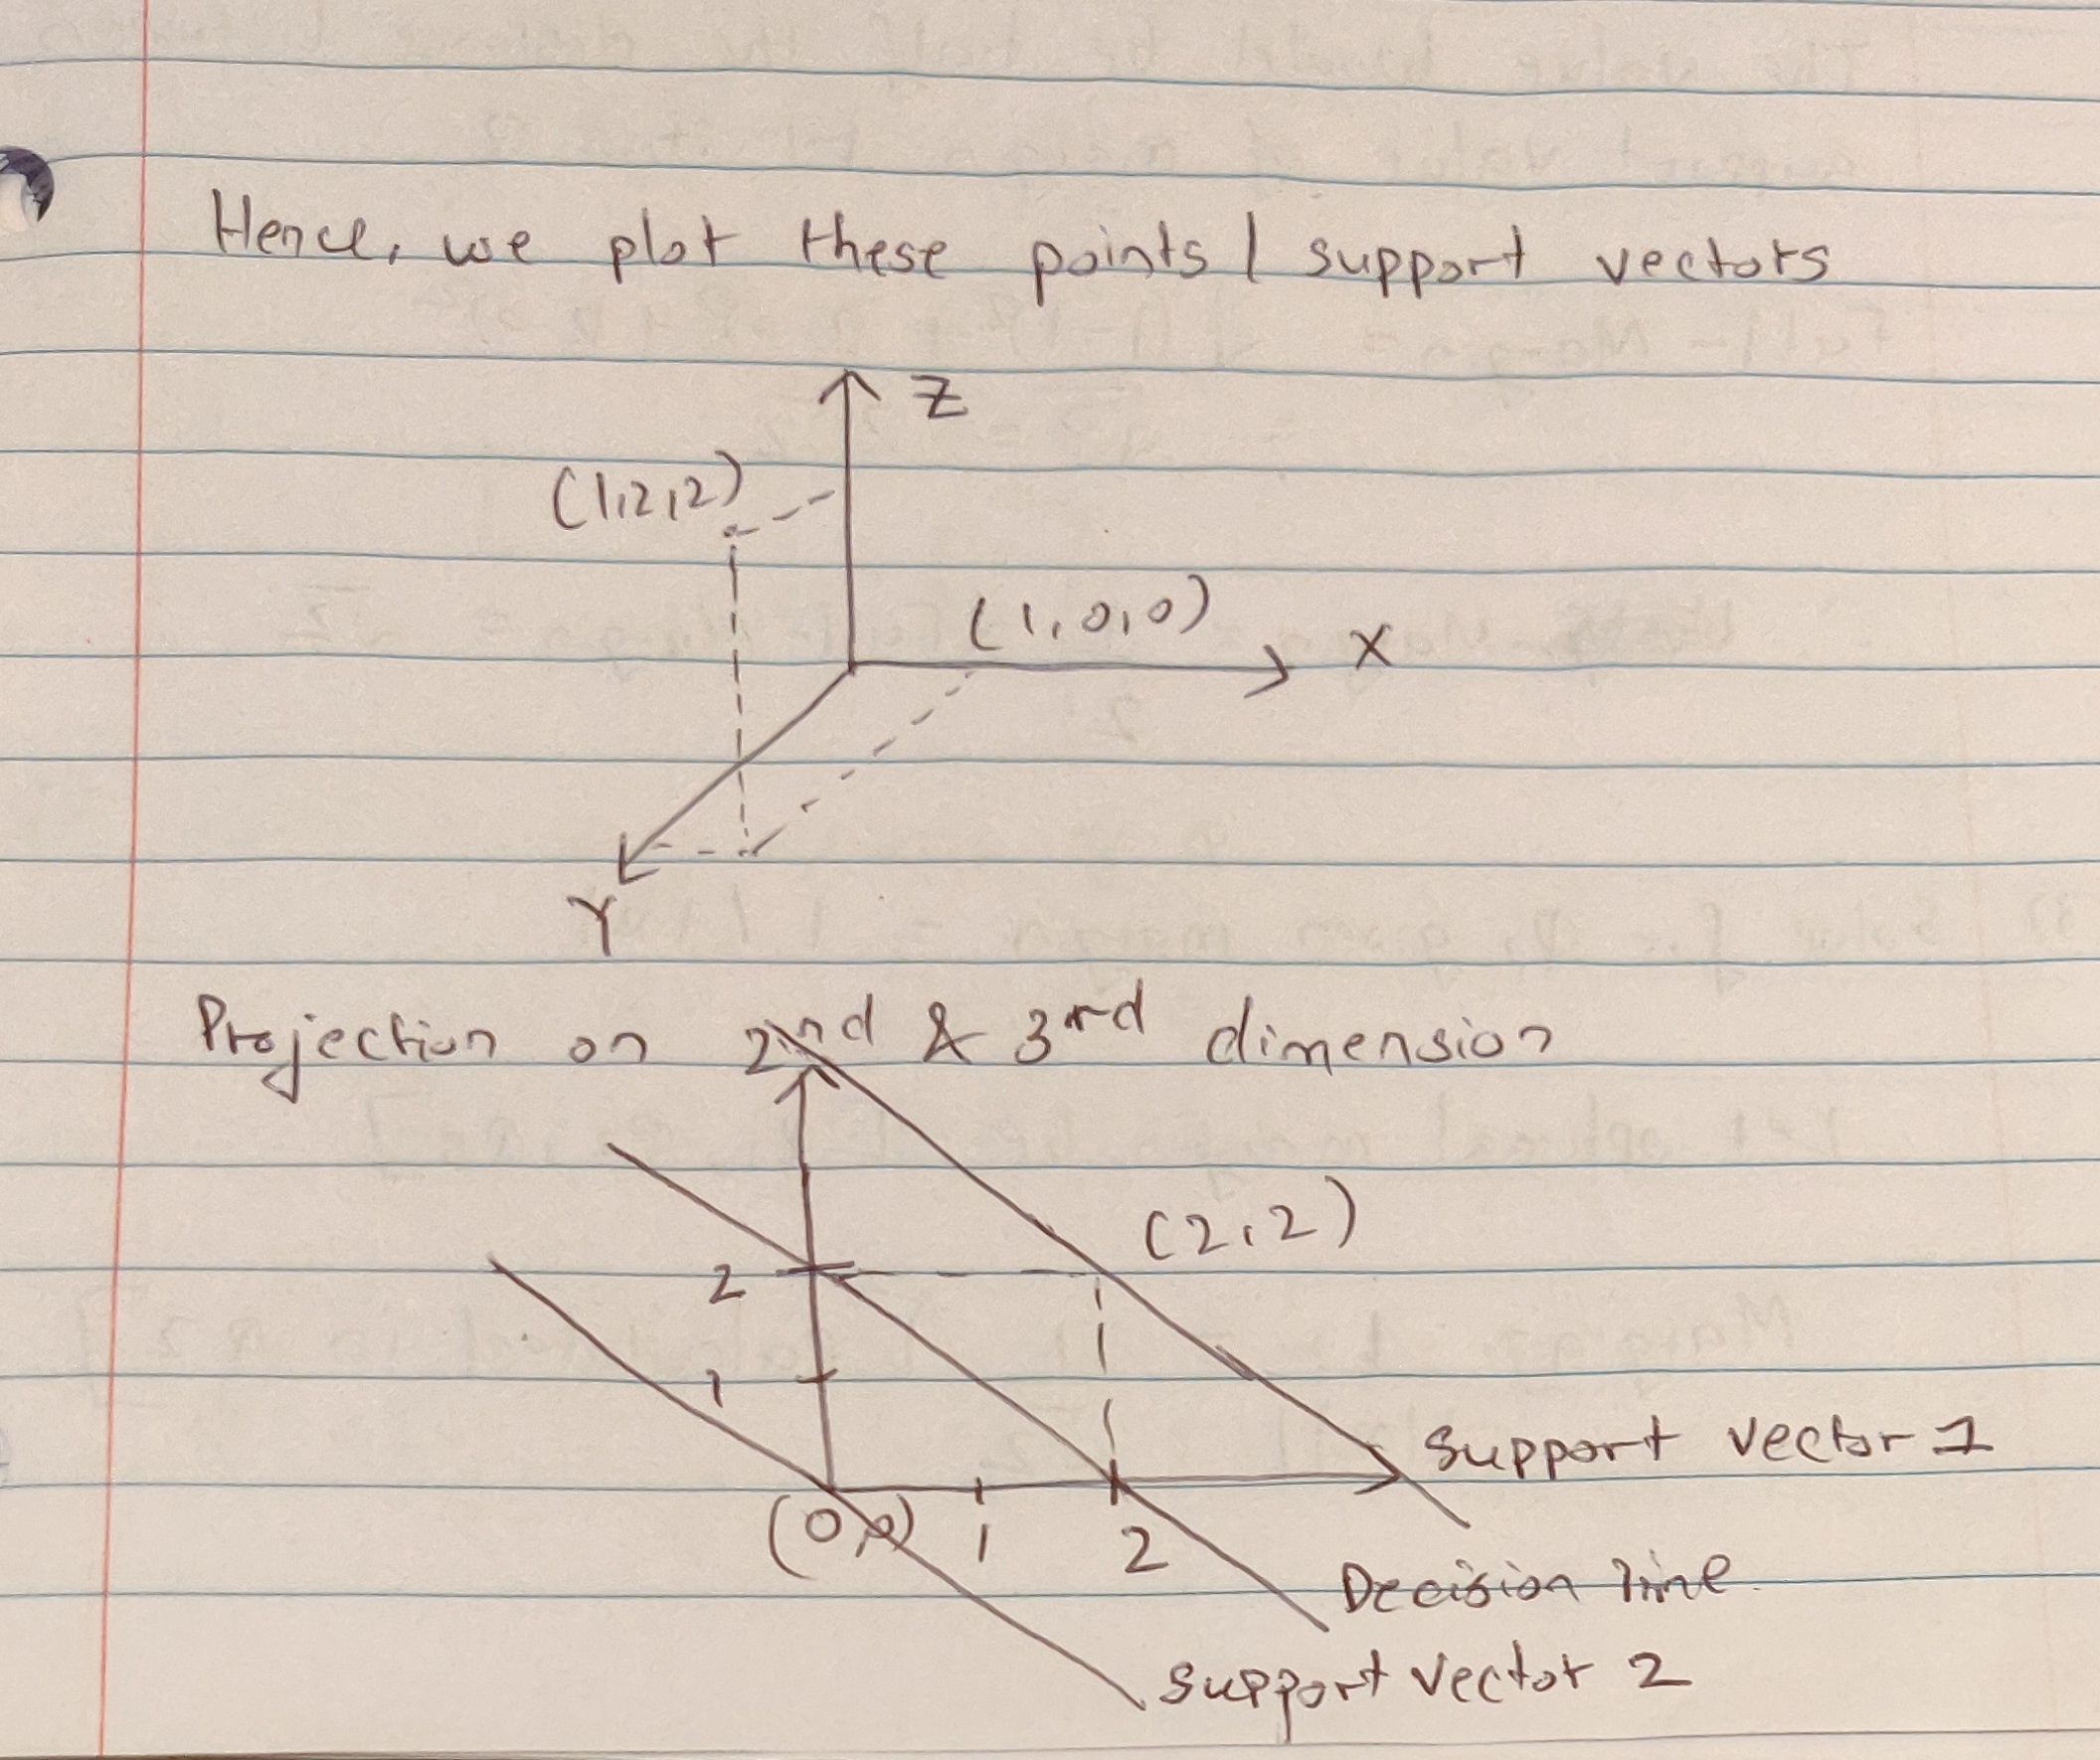 Hence, we plot these points | support vectors
Z
(1,2,2)
(1,0,0)
X
Y
Projection on 2nd & 3rd dimension
(2,2)
2
1
Support vector 1
(0,0) 1 2
Decision line
Support vector 2